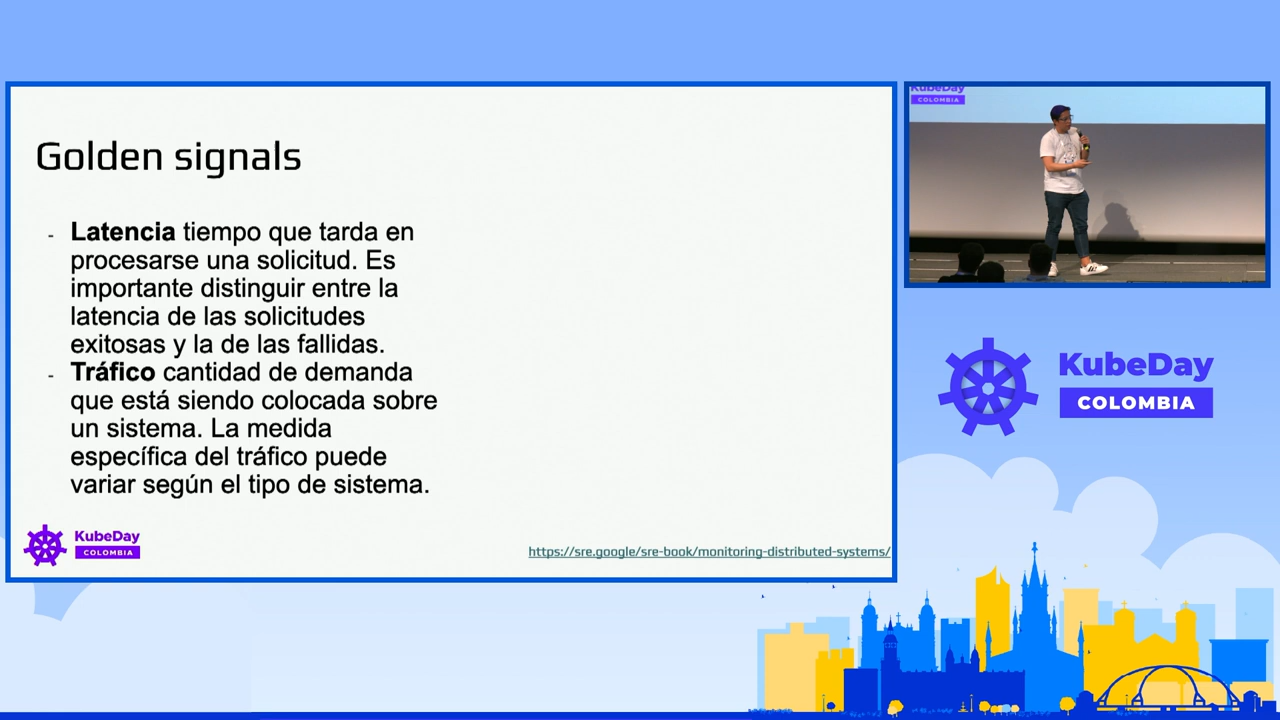 Golden signals
- Latencia tiempo que tarda en
procesarse una solicitud. Es
importante distinguir entre la
latencia de las solicitudes
exitosas y la de las fallidas.
- Tráfico cantidad de demanda
que está siendo colocada sobre
un sistema. La medida
específica del tráfico puede
variar según el tipo de sistema.
KubeDay
COLOMBIA
https://sre.google/sre-book/monitoring-distributed-systems/
KubeDay
COLOMBIA
KubeDay
COLOMBIA